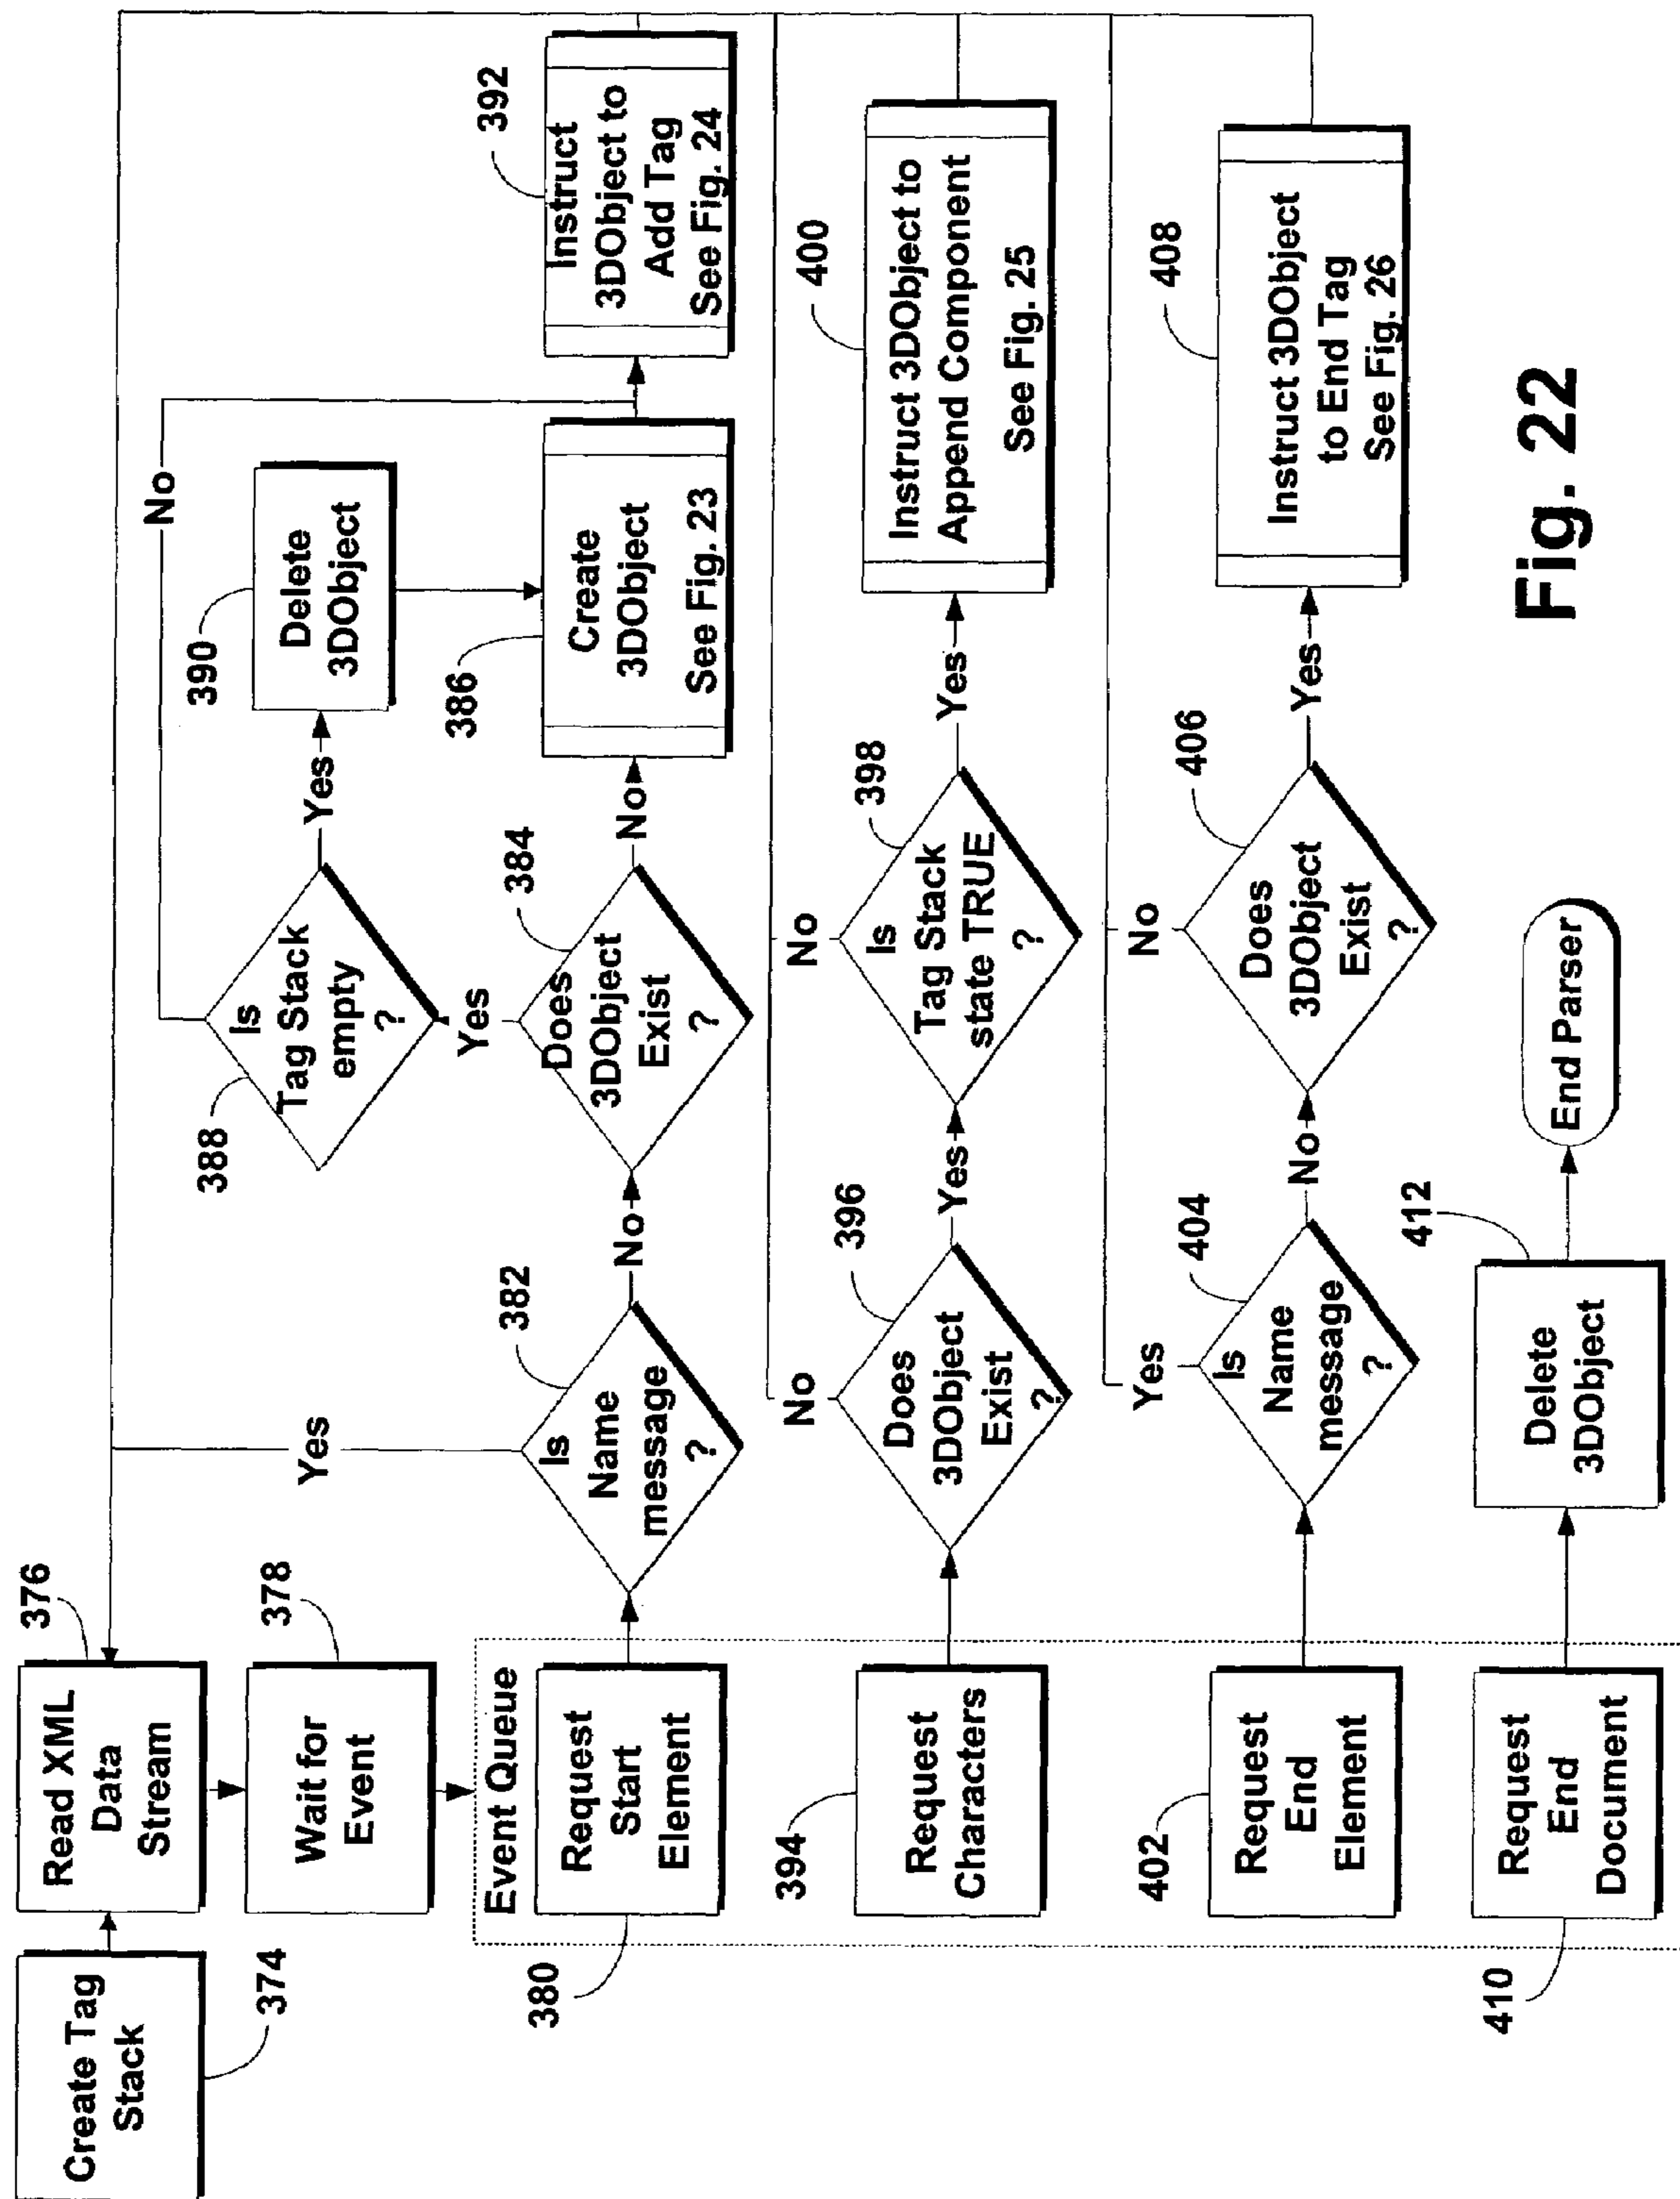 Create Tag
Stack
374
Read XML
Data
Stream
376
Wait for
Event
378
Event Queue
Request
Start
Element
380
Is
Name
message
?
382
Yes
No
Does
3DObject
Exist
?
384
Yes
No
Is
Tag Stack
empty
?
388
No
Yes
Delete
3DObject
390
Create
3DObject
See Fig. 23
386
Instruct
3DObject to
Add Tag
See Fig. 24
392
Request
Characters
394
Does
3DObject
Exist
?
396
No
Yes
Is
Tag Stack
state TRUE
?
398
No
Yes
Instruct 3DObject to
Append Component
See Fig. 25
400
Request
End
Element
402
Is
Name
message
?
404
Yes
No
Does
3DObject
Exist
?
406
No
Yes
Instruct 3DObject
to End Tag
See Fig. 26
408
Request
End
Document
410
Delete
3DObject
412
End Parser
Fig. 22